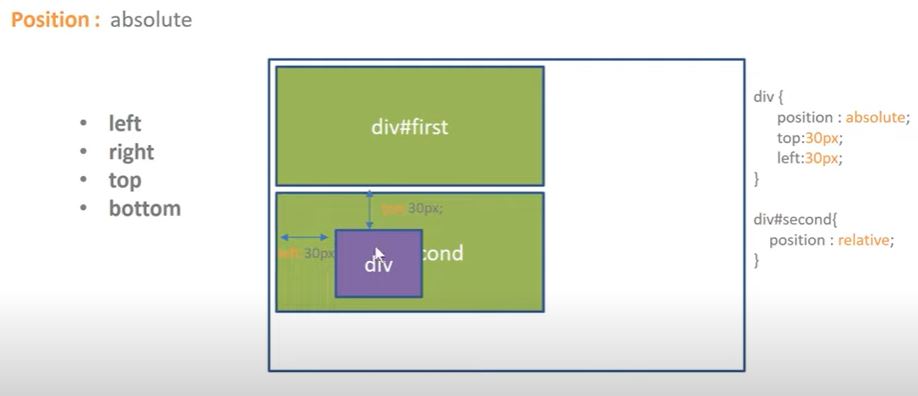 Position : absolute
left
right
top
bottom
div#first
top 30px;
left 30px
div
cond
div {
position : absolute;
top:30px;
left:30px;
}
div#second{
position : relative;
}